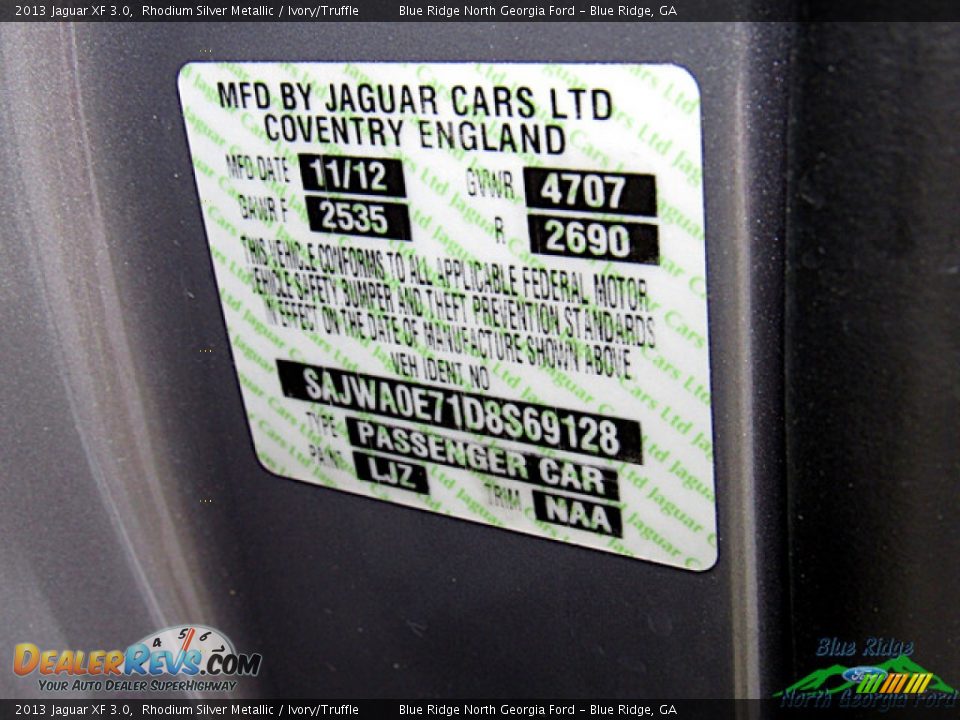 2013 Jaguar XF 3.0, Rhodium Silver Metallic / Ivory/Truffle Blue Ridge North Georgia Ford - Blue Ridge, GA
MFD BY JAGUAR CARS LTD
COVENTRY ENGLAND
MFD DATE 11/12 GVWR 4707
GAWR F 2535 R 2690
THIS VEHICLE CONFORMS TO ALL APPLICABLE FEDERAL MOTOR
VEHICLE SAFETY BUMPER AND THEFT PREVENTION STANDARDS
IN EFFECT ON THE DATE OF MANUFACTURE SHOWN ABOVE
VEH IDENT NO
SAJWA0E71D8S69128
TYPE PASSENGER CAR
PAINT LJZ TRIM NAA
4 5 6
DEALERREVS.COM
YOUR AUTO DEALER SUPERHIGHWAY
Blue Ridge
Ford
North Georgia Ford
2013 Jaguar XF 3.0, Rhodium Silver Metallic / Ivory/Truffle Blue Ridge North Georgia Ford - Blue Ridge, GA